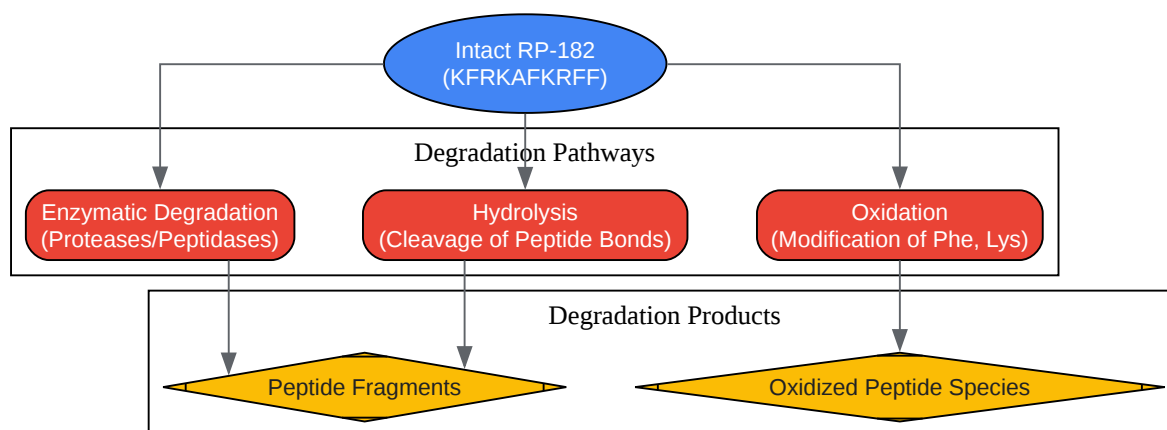 Intact RP-182
(KFRKAFKRFF)
Degradation Pathways
Enzymatic Degradation
(Proteases/Peptidases)
Hydrolysis
(Cleavage of Peptide Bonds)
Oxidation
(Modification of Phe, Lys)
Degradation Products
Peptide Fragments
Oxidized Peptide Species